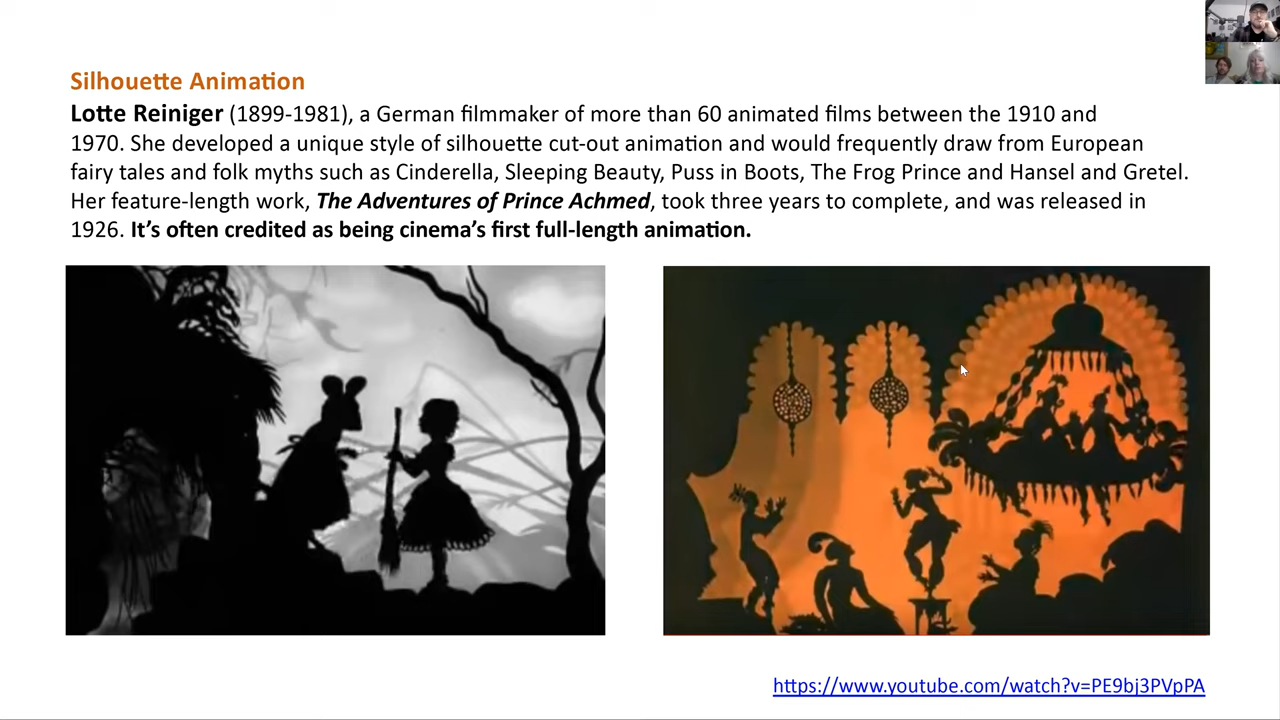 Silhouette Animation
Lotte Reiniger (1899-1981), a German filmmaker of more than 60 animated films between the 1910 and
1970. She developed a unique style of silhouette cut-out animation and would frequently draw from European
fairy tales and folk myths such as Cinderella, Sleeping Beauty, Puss in Boots, The Frog Prince and Hansel and Gretel.
Her feature-length work, The Adventures of Prince Achmed, took three years to complete, and was released in
1926. It’s often credited as being cinema’s first full-length animation.
https://www.youtube.com/watch?v=PE9bj3PVpPA